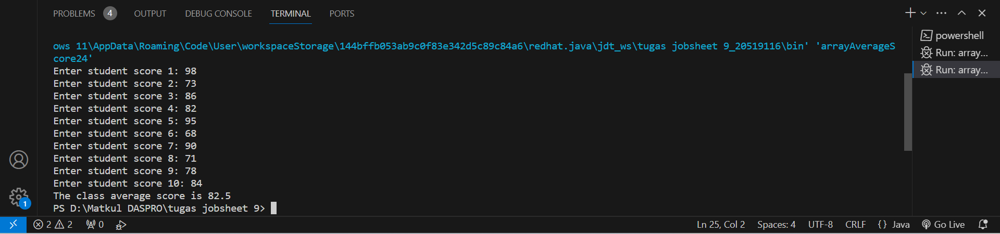 PROBLEMS 4 OUTPUT DEBUG CONSOLE TERMINAL PORTS
ows 11\AppData\Roaming\Code\User\workspaceStorage\144bffb053ab9c0f83e342d5c89c84a6\redhat.java\jdt_ws\tugas jobsheet 9_20519116\bin' 'arrayAverageS
core24'
Enter student score 1: 98
Enter student score 2: 73
Enter student score 3: 86
Enter student score 4: 82
Enter student score 5: 95
Enter student score 6: 68
Enter student score 7: 90
Enter student score 8: 71
Enter student score 9: 78
Enter student score 10: 84
The class average score is 82.5
PS D:\Matkul DASPRO\tugas jobsheet 9>
powershell
Run: array...
Run: array...
1
2 2 0 Ln 25, Col 2 Spaces: 4 UTF-8 CRLF {} Java Go Live